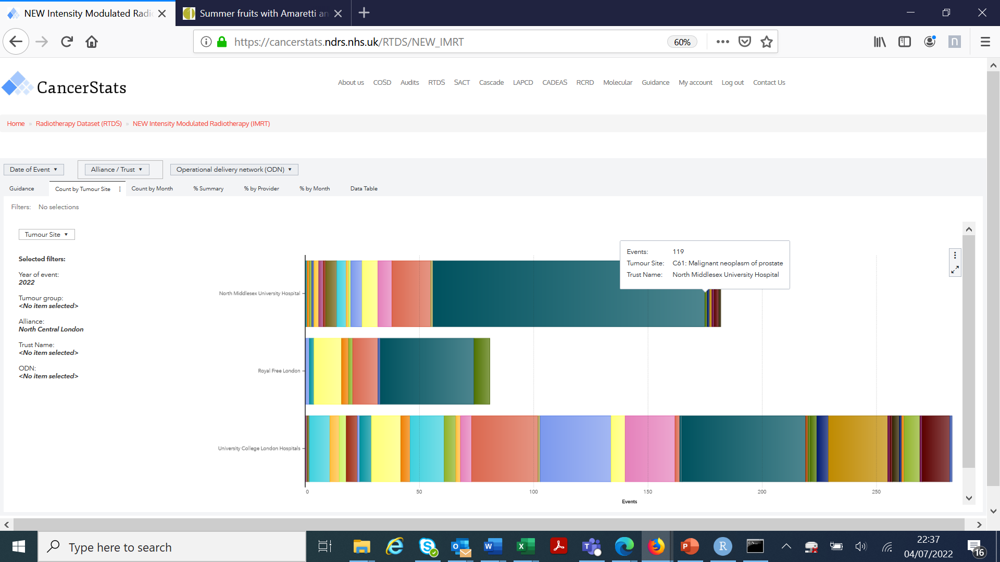 NEW Intensity Modulated Radi
Summer fruits with Amaretti an
https://cancerstats.ndrs.nhs.uk/RTDS/NEW_IMRT
60%
CancerStats
About us COSD Audits RTDS SACT Cascade LAPCD CADEAS RCRD Molecular Guidance My account Log out Contact Us
Home » Radiotherapy Dataset (RTDS) » NEW Intensity Modulated Radiotherapy (IMRT)
Date of Event Alliance / Trust Operational delivery network (ODN)
Guidance Count by Tumour Site Count by Month % Summary % by Provider % by Month Data Table
Filters: No selections
Tumour Site
Selected filters:
Year of event:
2022
Tumour group:
<No item selected>
Alliance:
North Central London
Trust Name:
<No item selected>
ODN:
<No item selected>
Events: 119
Tumour Site: C61: Malignant neoplasm of prostate
Trust Name: North Middlesex University Hospital
North Middlesex University Hospital
Royal Free London
University College London Hospitals
0 50 100 150 200 250
Events
Type here to search
22:37
04/07/2022
16